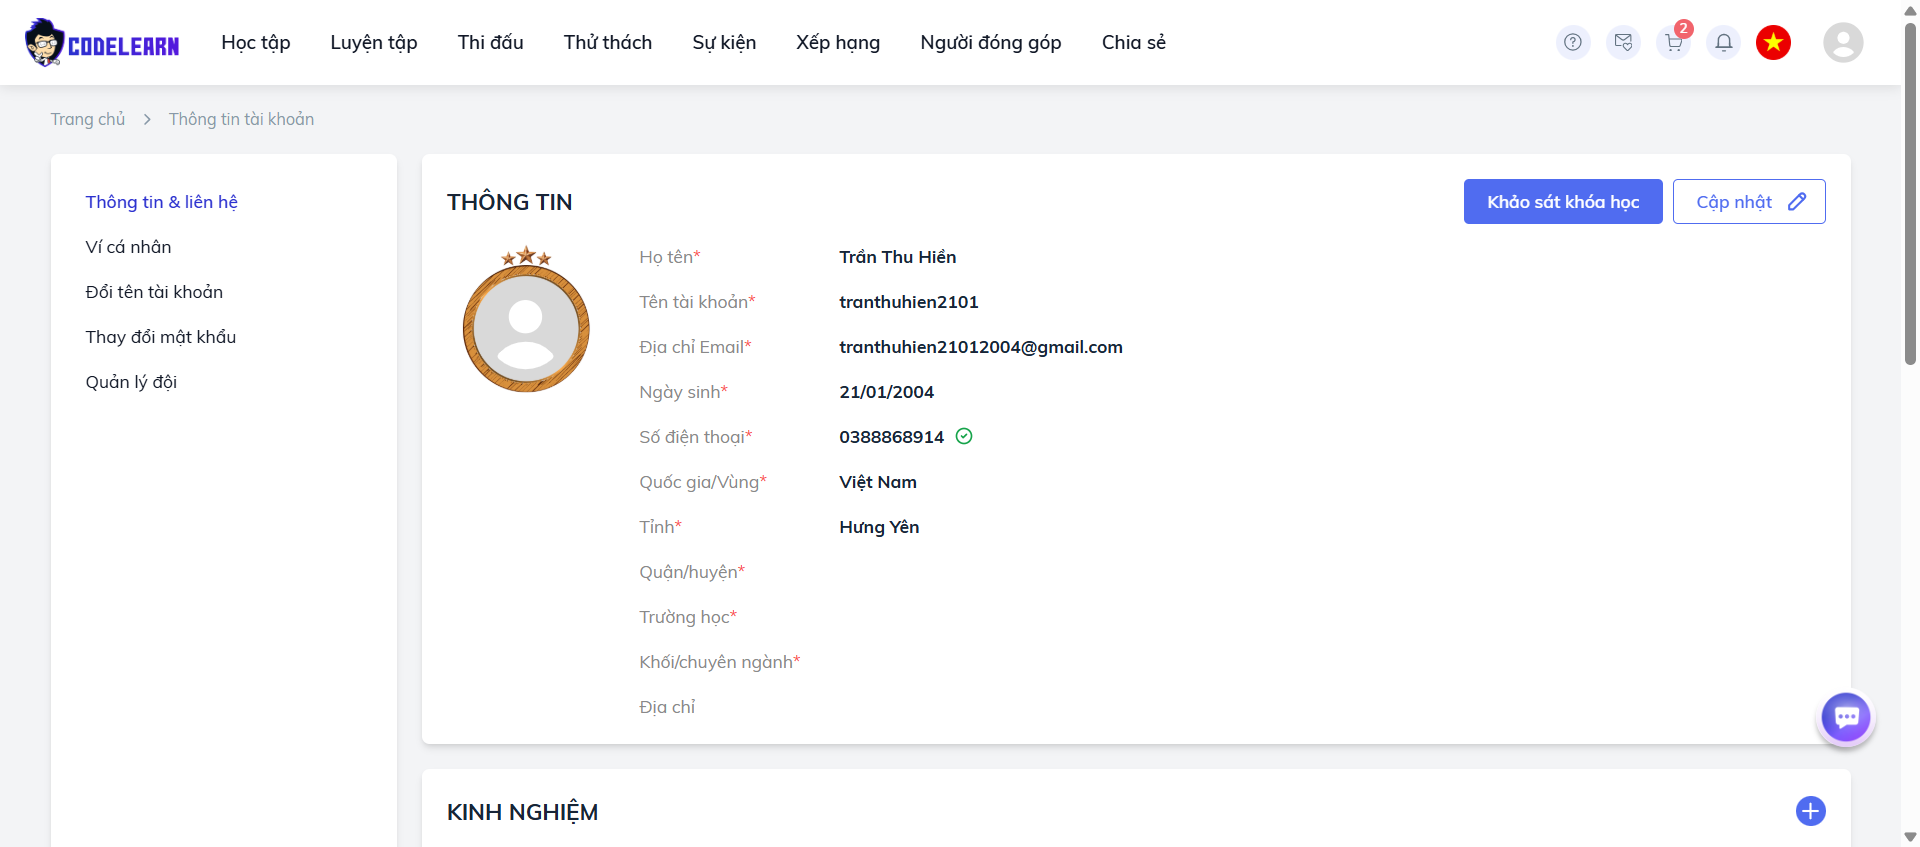 CODELEARN
Học tập
Luyện tập
Thi đấu
Thử thách
Sự kiện
Xếp hạng
Người đóng góp
Chia sẻ
2
Trang chủ > Thông tin tài khoản
Thông tin & liên hệ
Ví cá nhân
Đổi tên tài khoản
Thay đổi mật khẩu
Quản lý đội
THÔNG TIN
Khảo sát khóa học
Cập nhật
Họ tên* Trần Thu Hiền
Tên tài khoản* tranthuhien2101
Địa chỉ Email* tranthuhien21012004@gmail.com
Ngày sinh* 21/01/2004
Số điện thoại* 0388868914
Quốc gia/Vùng* Việt Nam
Tỉnh* Hưng Yên
Quận/huyện*
Trường học*
Khối/chuyên ngành*
Địa chỉ
KINH NGHIỆM